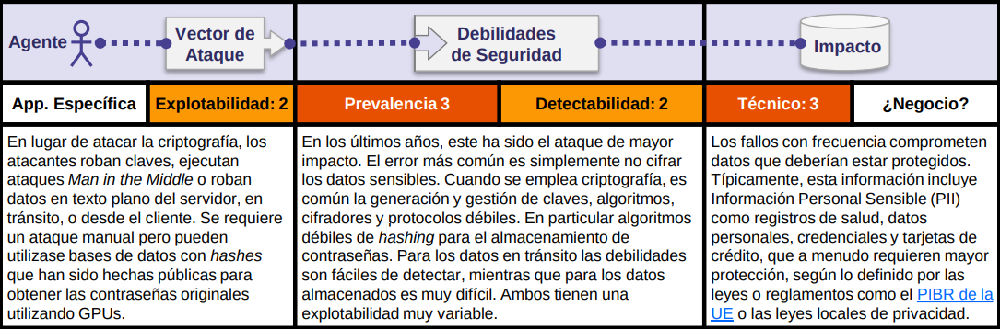 Agente
Vector de
Ataque
Debilidades
de Seguridad
Impacto
App. Específica
Explotabilidad: 2
Prevalencia 3
Detectabilidad: 2
Técnico: 3
¿Negocio?
En lugar de atacar la criptografía, los
atacantes roban claves, ejecutan
ataques Man in the Middle o roban
datos en texto plano del servidor, en
tránsito, o desde el cliente. Se requiere
un ataque manual pero pueden
utilizase bases de datos con hashes
que han sido hechas públicas para
obtener las contraseñas originales
utilizando GPUs.
En los últimos años, este ha sido el ataque de mayor
impacto. El error más común es simplemente no cifrar
los datos sensibles. Cuando se emplea criptografía, es
común la generación y gestión de claves, algoritmos,
cifradores y protocolos débiles. En particular algoritmos
débiles de hashing para el almacenamiento de
contraseñas. Para los datos en tránsito las debilidades
son fáciles de detectar, mientras que para los datos
almacenados es muy difícil. Ambos tienen una
explotabilidad muy variable.
Los fallos con frecuencia comprometen
datos que deberían estar protegidos.
Típicamente, esta información incluye
Información Personal Sensible (PII)
como registros de salud, datos
personales, credenciales y tarjetas de
crédito, que a menudo requieren mayor
protección, según lo definido por las
leyes o reglamentos como el PIBR de la
UE o las leyes locales de privacidad.